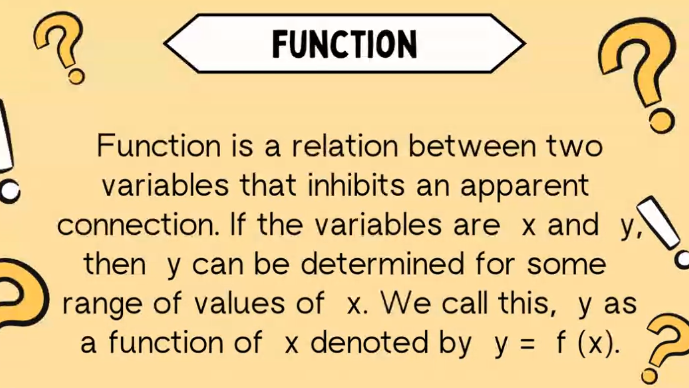 FUNCTION
Function is a relation between two
variables that inhibits an apparent
connection. If the variables are x and y,
then y can be determined for some
range of values of x. We call this, y as
a function of x denoted by y = f (x).